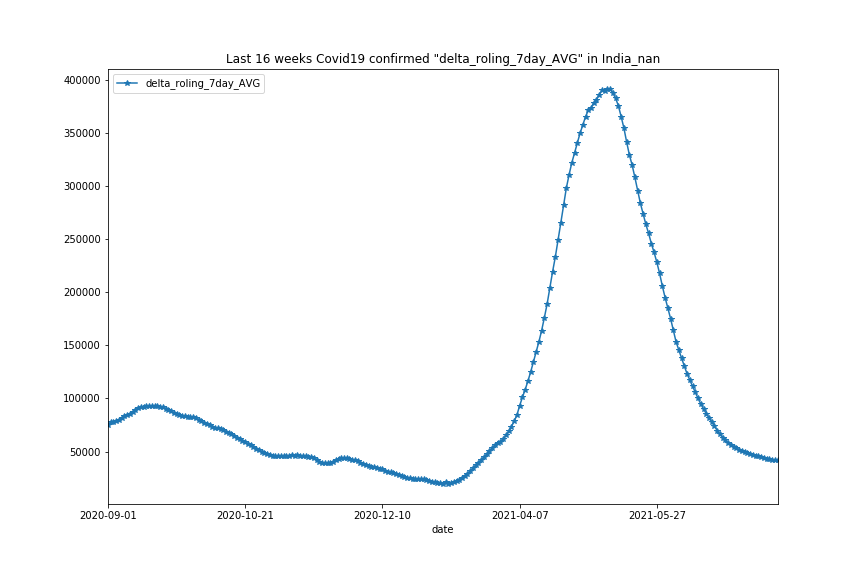 Last 16 weeks Covid19 confirmed "delta_roling_7day_AVG" in India_nan
delta_roling_7day_AVG
400000
350000
300000
250000
200000
150000
100000
50000
2020-09-01 2020-10-21 2020-12-10 2021-04-07 2021-05-27
date